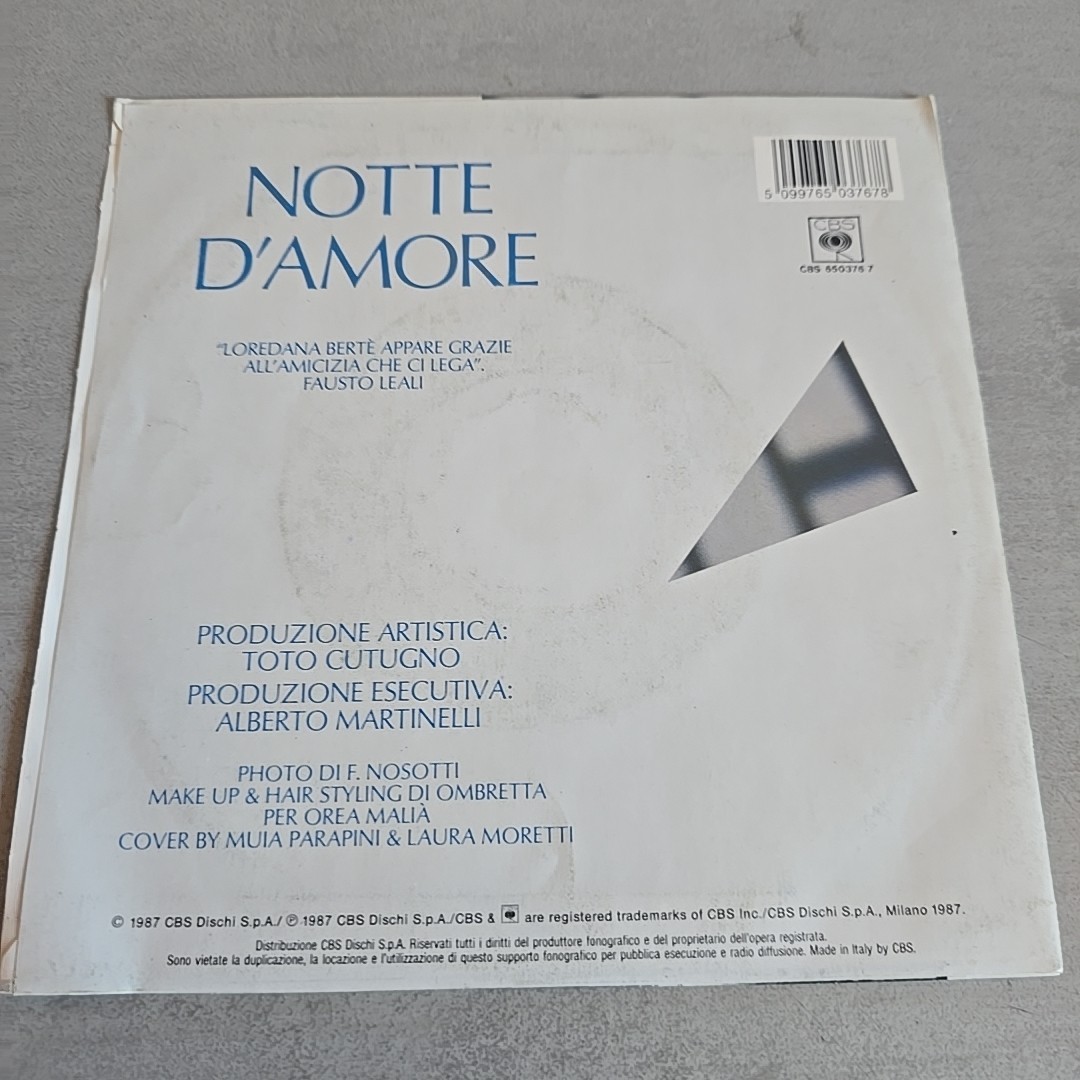 NOTTE
D'AMORE
5 099765 037678
CBS
CBS 650376 7
"LOREDANA BERTÈ APPARE GRAZIE
ALL'AMICIZIA CHE CI LEGA".
FAUSTO LEALI
PRODUZIONE ARTISTICA:
TOTO CUTUGNO
PRODUZIONE ESECUTIVA:
ALBERTO MARTINELLI
PHOTO DI F. NOSOTTI
MAKE UP & HAIR STYLING DI OMBRETTA
PER OREA MALIÀ
COVER BY MUIA PARAPINI & LAURA MORETTI
© 1987 CBS Dischi S.p.A./ ℗ 1987 CBS Dischi S.p.A./CBS & are registered trademarks of CBS Inc./CBS Dischi S.p.A., Milano 1987.
Distribuzione CBS Dischi S.p.A. Riservati tutti i diritti del produttore fonografico e del proprietario dell'opera registrata.
Sono vietate la duplicazione, la locazione e l'utilizzazione di questo supporto fonografico per pubblica esecuzione e radio diffusione. Made in Italy by CBS.